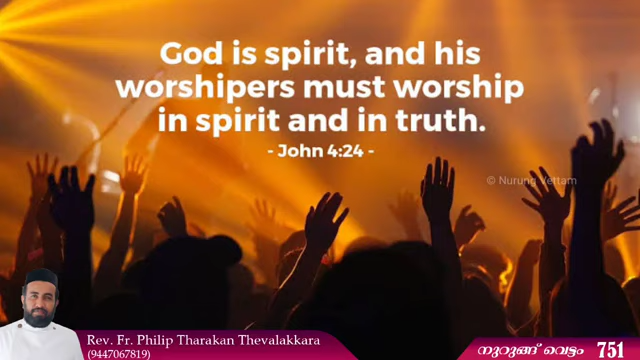 God is spirit, and his
worshipers must worship
in spirit and in truth.
- John 4:24 -
© Nurung Vettam
Rev. Fr. Philip Tharakan Thevalakkara
(9447067819)
നുറുങ്ങ് വെട്ടം 751